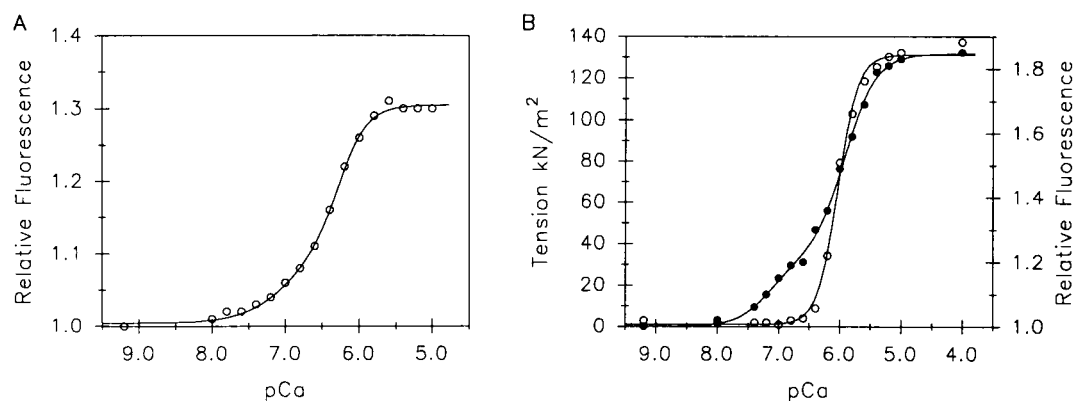 A
Relative Fluorescence
1.4
1.3
1.2
1.1
1.0
9.0 8.0 7.0 6.0 5.0
pCa
B
Tension kN/m²
140
120
100
80
60
40
20
0
9.0 8.0 7.0 6.0 5.0 4.0
pCa
1.8
1.6
1.4
1.2
1.0
Relative Fluorescence